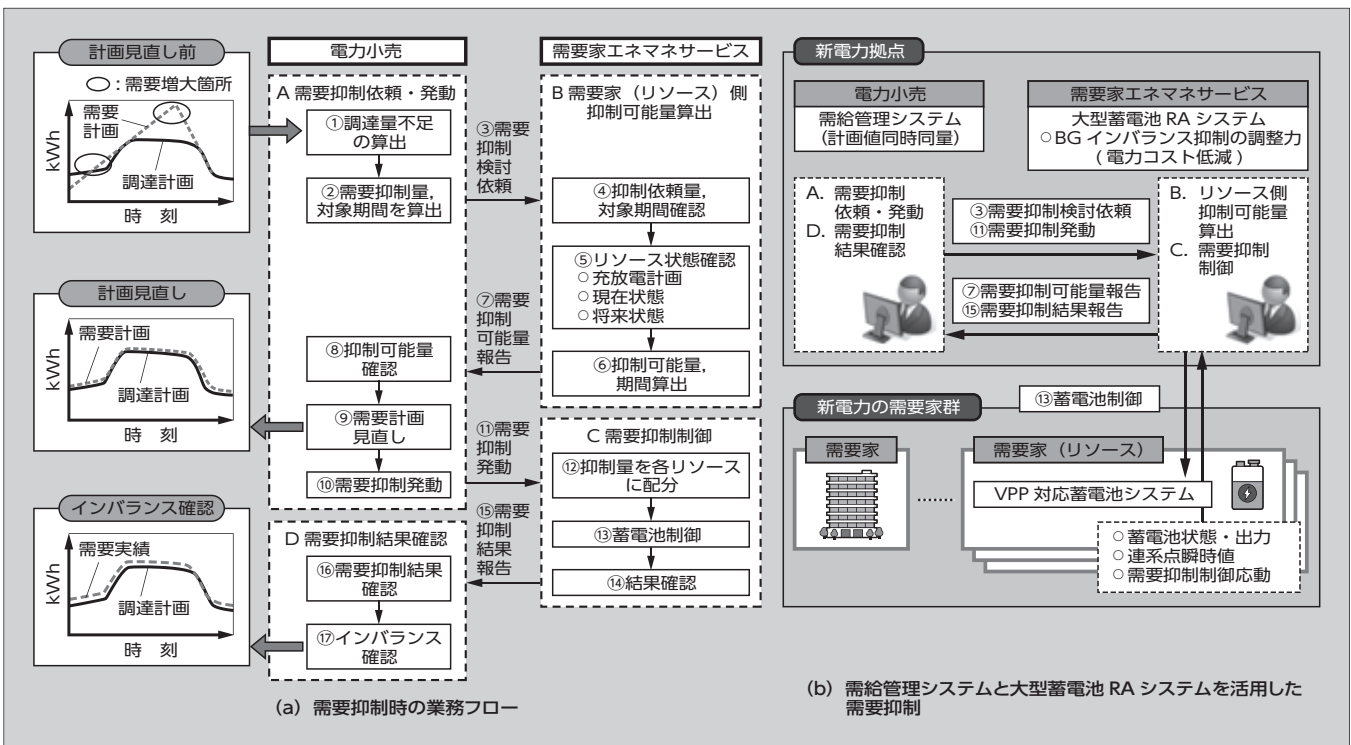 計画見直し前
○：需要増大箇所
需要
計画
kWh
調達計画
時　刻
計画見直し
需要計画
kWh
調達計画
時　刻
インバランス確認
需要実績
kWh
調達計画
時　刻
電力小売
A 需要抑制依頼・発動
①調達量不足
の算出
②需要抑制量，
対象期間を算出
⑧抑制可能量
確認
⑨需要計画
見直し
⑩需要抑制発動
D 需要抑制結果確認
⑯需要抑制結果
確認
⑰インバランス
確認
③需要
抑制
検討
依頼
⑦需要
抑制
可能量
報告
⑪需要
抑制
発動
⑮需要
抑制
結果
報告
需要家エネマネサービス
B 需要家（リソース）側
抑制可能量算出
④抑制依頼量，
対象期間確認
⑤リソース状態確認
○充放電計画
○現在状態
○将来状態
⑥抑制可能量，
期間算出
C 需要抑制制御
⑫抑制量を各リソース
に配分
⑬蓄電池制御
⑭結果確認
(a) 需要抑制時の業務フロー
新電力拠点
電力小売
需給管理システム
（計画値同時同量）
需要家エネマネサービス
大型蓄電池 RA システム
○BG インバランス抑制の調整力
（電力コスト低減）
A. 需要抑制
依頼・発動
D. 需要抑制
結果確認
③需要抑制検討依頼
⑪需要抑制発動
⑦需要抑制可能量報告
⑮需要抑制結果報告
B. リソース側
抑制可能量
算出
C. 需要抑制
制御
新電力の需要家群
⑬蓄電池制御
需要家
……
需要家（リソース）
VPP 対応蓄電池システム
○蓄電池状態・出力
○連系点瞬時値
○需要抑制制御応動
(b) 需給管理システムと大型蓄電池 RA システムを活用した
需要抑制